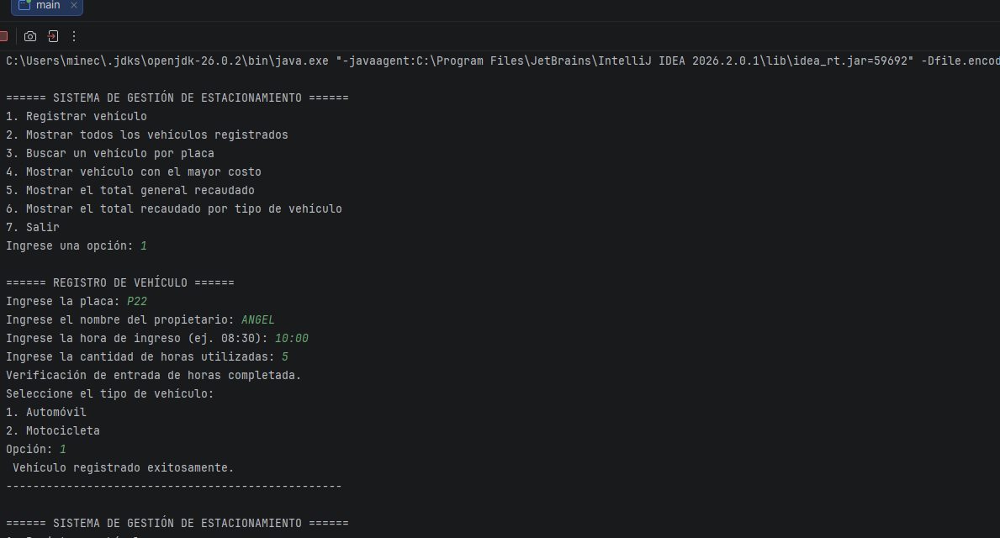 main
C:\Users\minec\.jdks\openjdk-26.0.2\bin\java.exe "-javaagent:C:\Program Files\JetBrains\IntelliJ IDEA 2026.2.0.1\lib\idea_rt.jar=59692" -Dfile.encod
====== SISTEMA DE GESTIÓN DE ESTACIONAMIENTO ======
1. Registrar vehículo
2. Mostrar todos los vehículos registrados
3. Buscar un vehículo por placa
4. Mostrar vehículo con el mayor costo
5. Mostrar el total general recaudado
6. Mostrar el total recaudado por tipo de vehículo
7. Salir
Ingrese una opción: 1
====== REGISTRO DE VEHÍCULO ======
Ingrese la placa: P22
Ingrese el nombre del propietario: ANGEL
Ingrese la hora de ingreso (ej. 08:30): 10:00
Ingrese la cantidad de horas utilizadas: 5
Verificación de entrada de horas completada.
Seleccione el tipo de vehículo:
1. Automóvil
2. Motocicleta
Opción: 1
Vehículo registrado exitosamente.
--------------------------------------------------
====== SISTEMA DE GESTIÓN DE ESTACIONAMIENTO ======